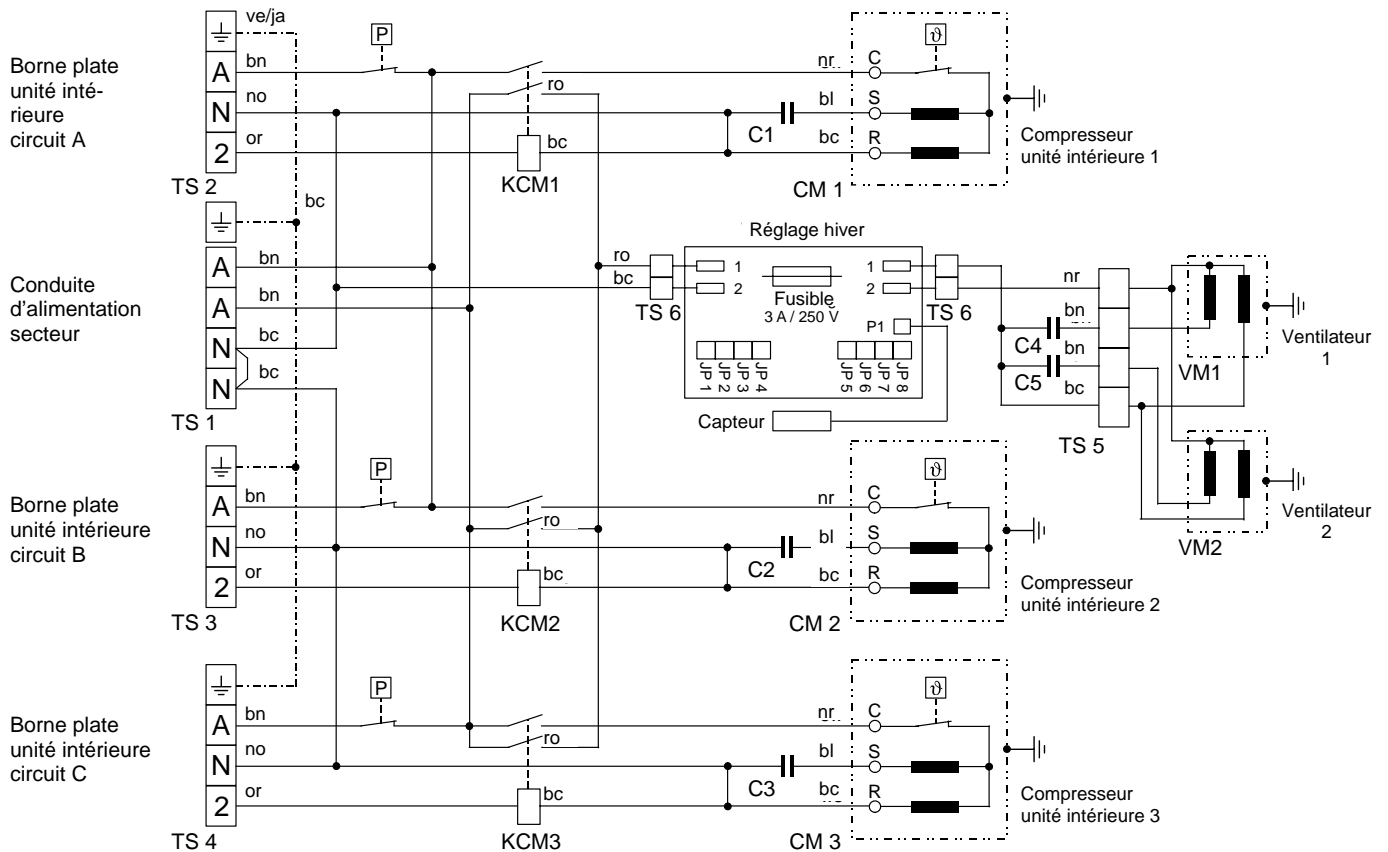 ve/ja
P
ϑ
Borne plate
unité inté-
rieure
circuit A
A
bn
nr
C
N
no
ro
bl
S
2
or
bc
C1
bc
R
Compresseur
unité intérieure 1
TS 2
KCM1
CM 1
bc
Réglage hiver
Conduite
d'alimentation
secteur
A
bn
A
bn
N
bc
N
bc
TS 1
ro
bc
TS 6
1
2
Fusible
3 A / 250 V
1
2
P1
TS 6
JP 1
JP 2
JP 3
JP 4
JP 5
JP 6
JP 7
JP 8
Capteur
nr
bn
C4
bn
C5
bc
TS 5
VM1
Ventilateur
1
VM2
Ventilateur
2
P
ϑ
Borne plate
unité intérieure
circuit B
A
bn
nr
C
N
no
ro
bl
S
2
or
bc
C2
bc
R
Compresseur
unité intérieure 2
TS 3
KCM2
CM 2
P
ϑ
Borne plate
unité intérieure
circuit C
A
bn
nr
C
N
no
ro
bl
S
2
or
bc
C3
bc
R
Compresseur
unité intérieure 3
TS 4
KCM3
CM 3